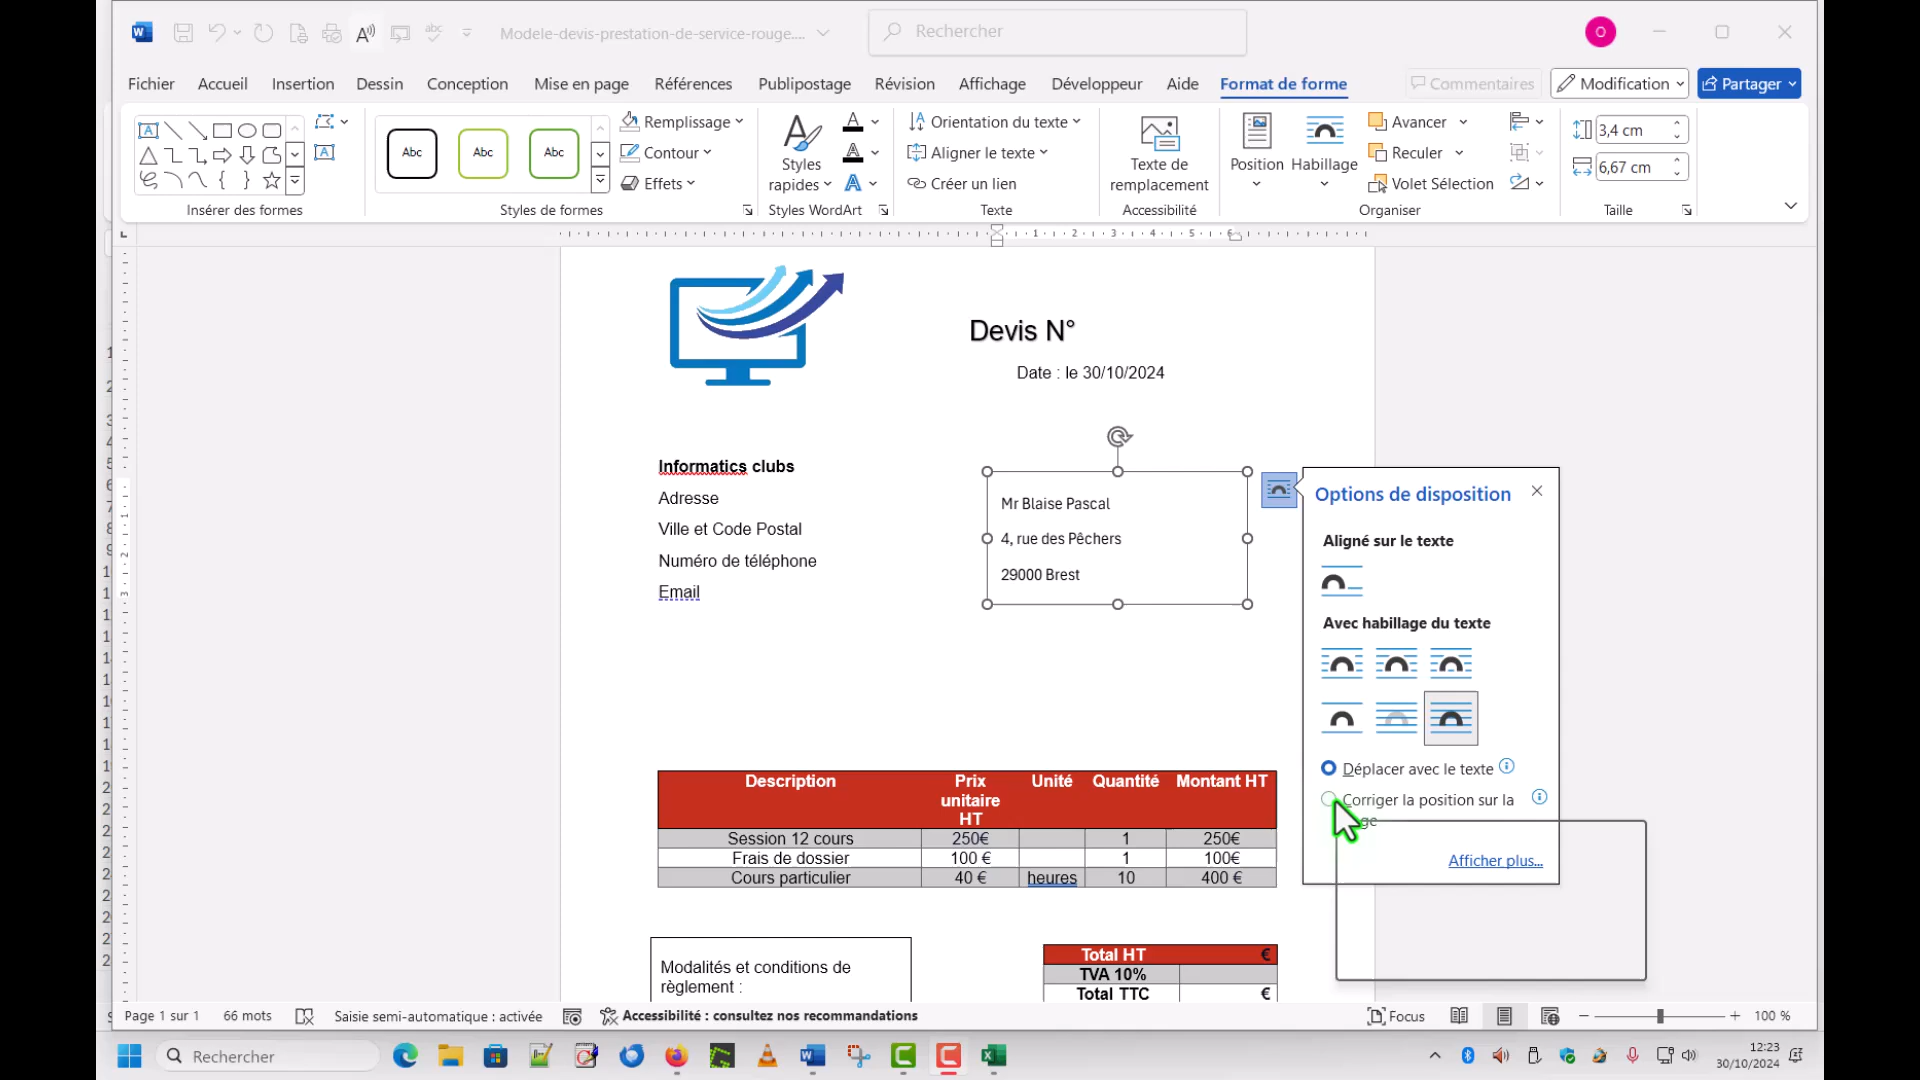 Modele-devis-prestation-de-service-rouge....
Rechercher
O
Fichier Accueil Insertion Dessin Conception Mise en page Références Publipostage Révision Affichage Développeur Aide Format de forme Commentaires Modification Partager
Abc Abc Abc
Remplissage
Contour
Effets
Styles rapides
Orientation du texte
Aligner le texte
Créer un lien
Texte de remplacement
Position
Habillage
Avancer
Reculer
Volet Sélection
3,4 cm
6,67 cm
Insérer des formes Styles de formes Styles WordArt Texte Accessibilité Organiser Taille
1 2 3 4 5 6
Devis N°
Date : le 30/10/2024
Informatics clubs
Adresse
Ville et Code Postal
Numéro de téléphone
Email
Mr Blaise Pascal
4, rue des Pêchers
29000 Brest
Options de disposition
Aligné sur le texte
Avec habillage du texte
Déplacer avec le texte
Corriger la position sur la
Afficher plus...
Description Prix unitaire HT Unité Quantité Montant HT
Session 12 cours 250€ 1 250€
Frais de dossier 100 € 1 100€
Cours particulier 40 € heures 10 400 €
Modalités et conditions de
règlement :
Total HT €
TVA 10%
Total TTC €
Page 1 sur 1 66 mots Saisie semi-automatique : activée Accessibilité : consultez nos recommandations Focus 100 %
Rechercher
12:23
30/10/2024